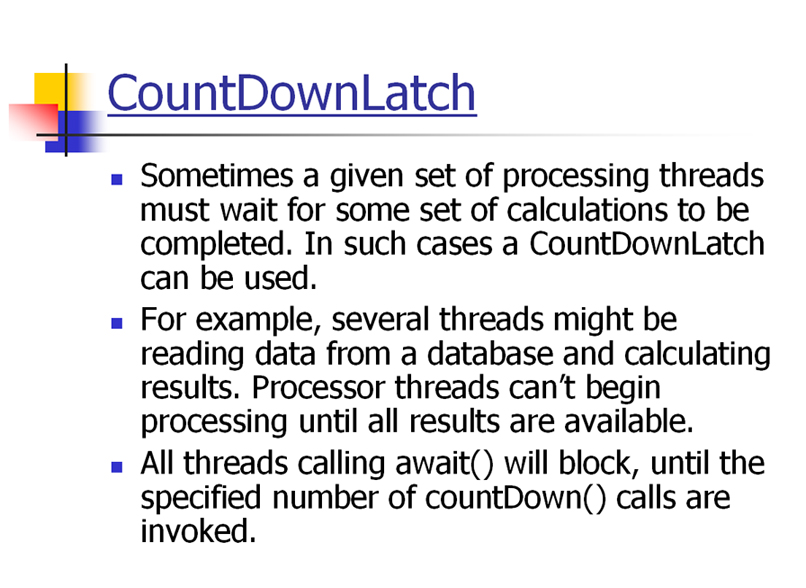 CountDownLatch
Sometimes a given set of processing threads
must wait for some set of calculations to be
completed. In such cases a CountDownLatch
can be used.
For example, several threads might be
reading data from a database and calculating
results. Processor threads can’t begin
processing until all results are available.
All threads calling await() will block, until the
specified number of countDown() calls are
invoked.